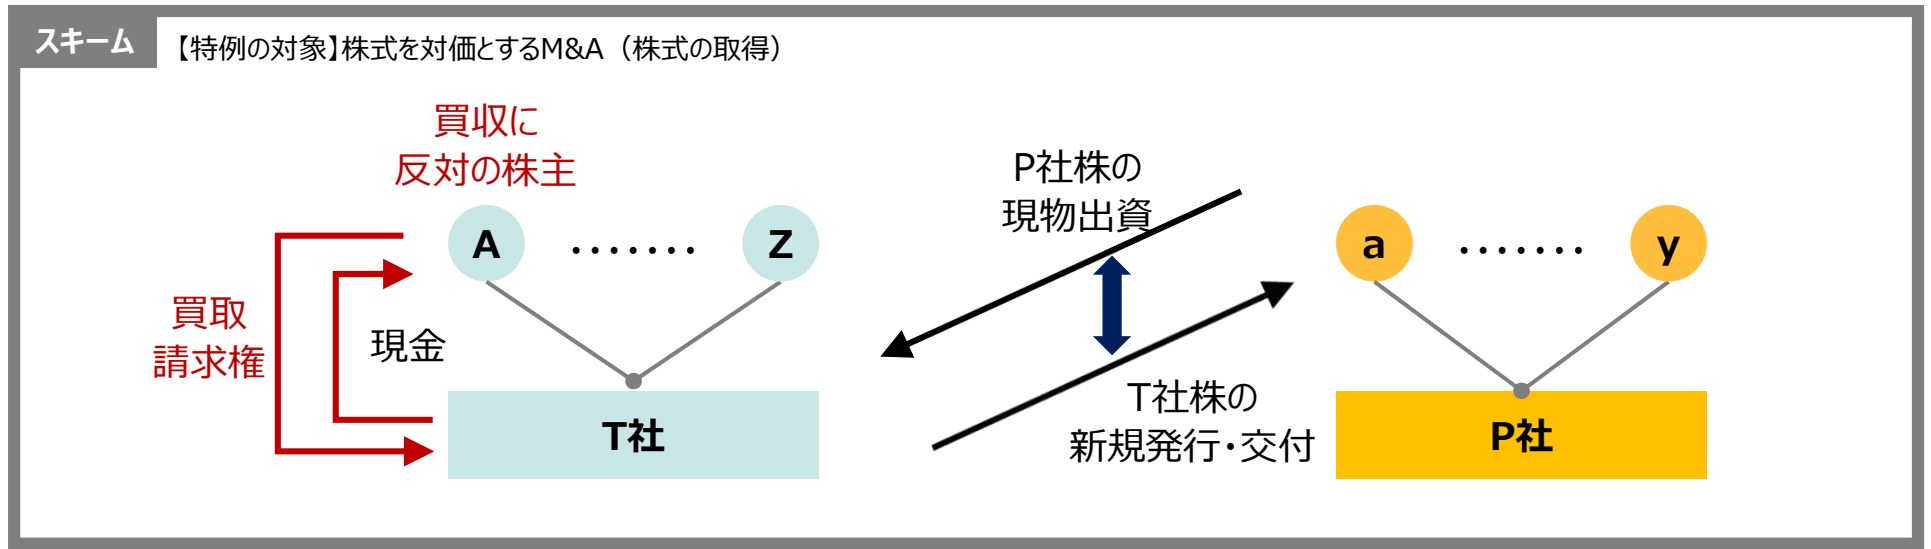 スキーム
【特例の対象】株式を対価とするM&A（株式の取得）
買収に
反対の株主
A ・・・・・・・ Z
買取
請求権
現金
T社
P社株の
現物出資
T社株の
新規発行・交付
a ・・・・・・・ y
P社